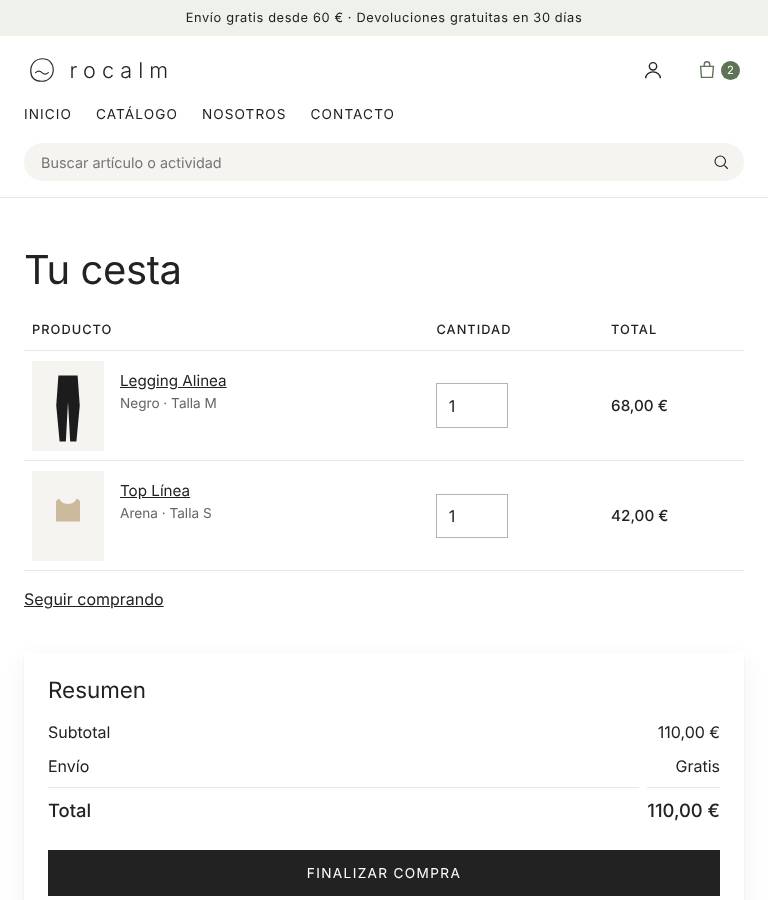 Envío gratis desde 60 € · Devoluciones gratuitas en 30 días
rocalm
2
INICIO CATÁLOGO NOSOTROS CONTACTO
Buscar artículo o actividad
Tu cesta
PRODUCTO CANTIDAD TOTAL
Legging Alinea
Negro · Talla M
1
68,00 €
Top Línea
Arena · Talla S
1
42,00 €
Seguir comprando
Resumen
Subtotal 110,00 €
Envío Gratis
Total 110,00 €
FINALIZAR COMPRA